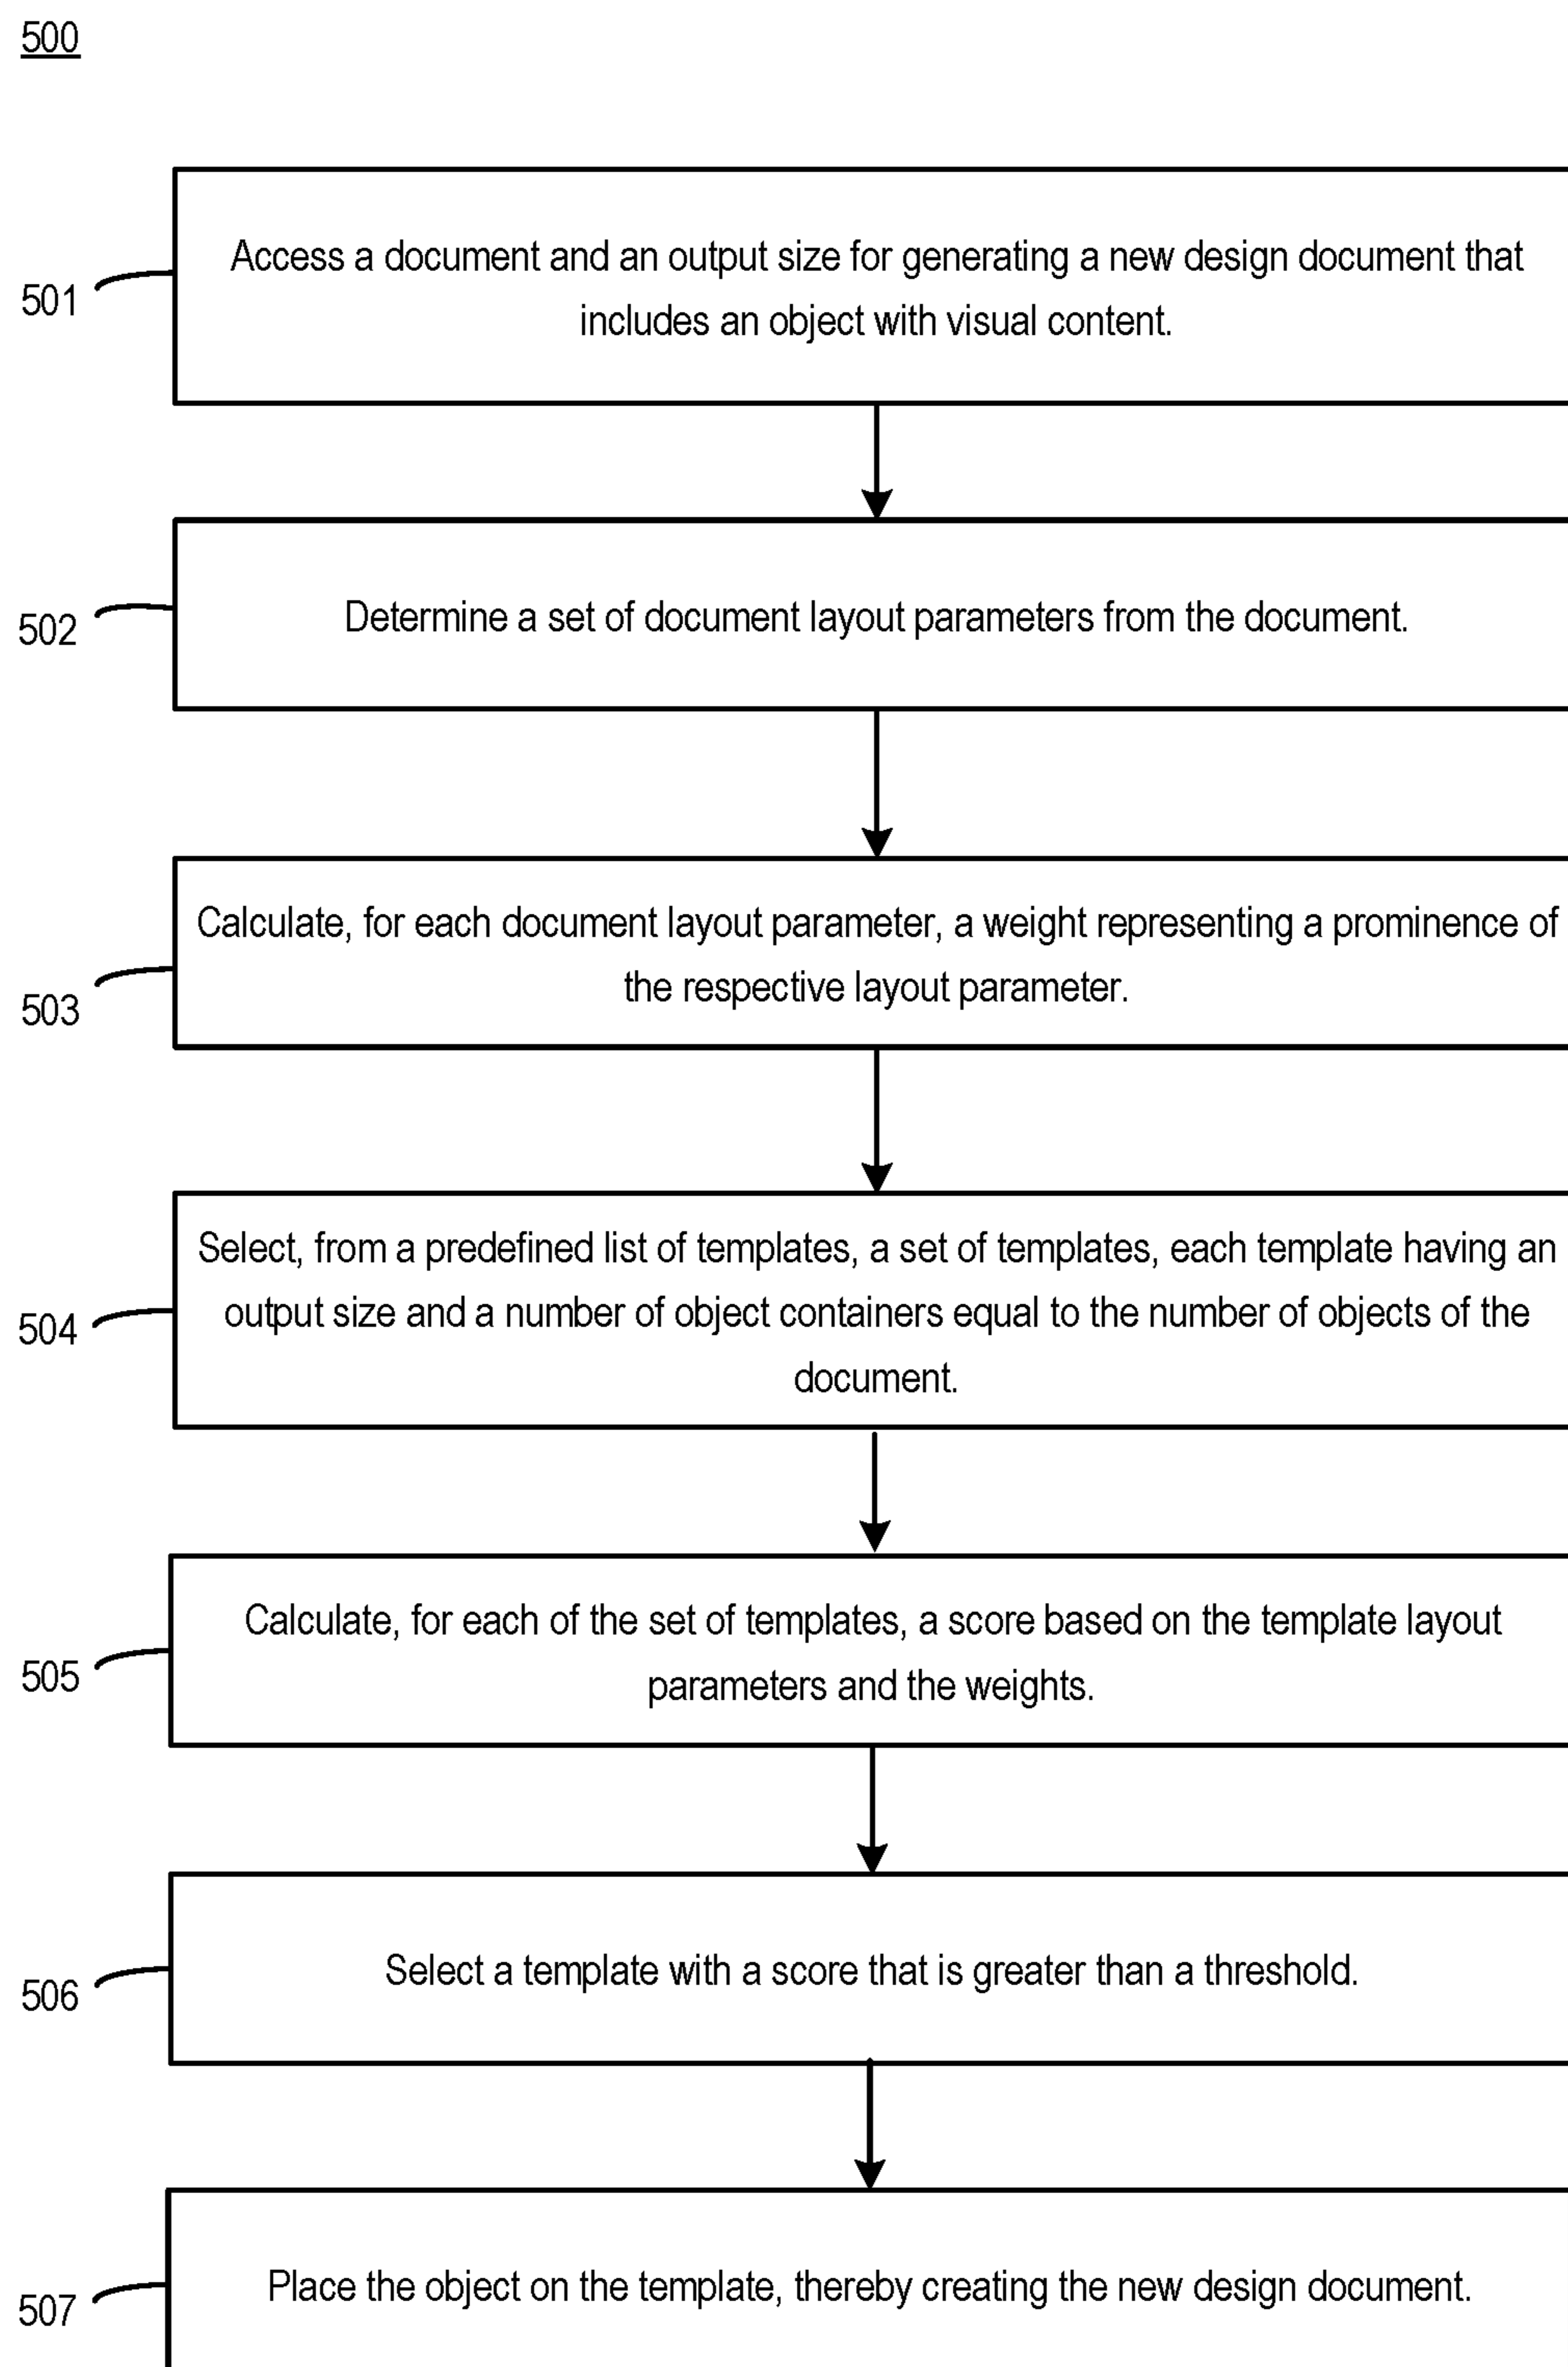 500
501
Access a document and an output size for generating a new design document that
includes an object with visual content.
502
Determine a set of document layout parameters from the document.
503
Calculate, for each document layout parameter, a weight representing a prominence of
the respective layout parameter.
504
Select, from a predefined list of templates, a set of templates, each template having an
output size and a number of object containers equal to the number of objects of the
document.
505
Calculate, for each of the set of templates, a score based on the template layout
parameters and the weights.
506
Select a template with a score that is greater than a threshold.
507
Place the object on the template, thereby creating the new design document.